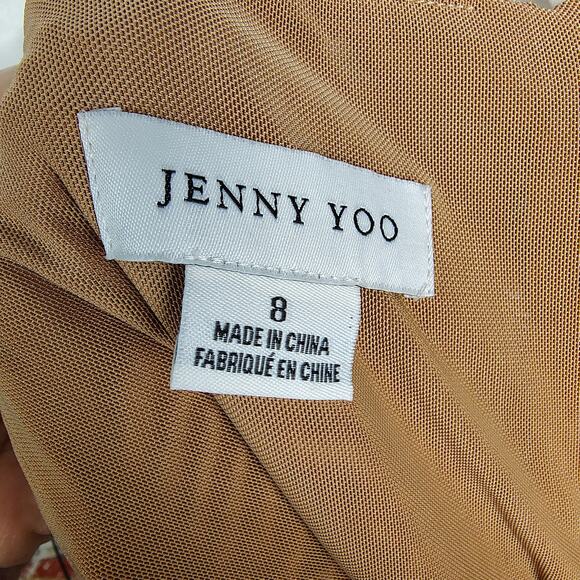 JENNY YOO
8
MADE IN CHINA
FABRIQUÉ EN CHINE